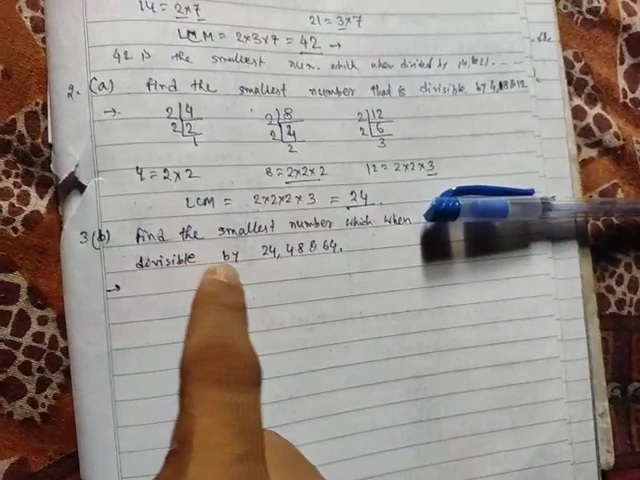 14 = 2×7
21 = 3×7
LCM = 2×3×7 = 42 →
42 is the smallest num. which when divided by
2. (a) find the smallest number that is divisible by 4, 8 & 12.
→ 2 4 2 8 2 12
2 2 2 4 2 6
1 2 3
4 = 2×2 8 = 2×2×2 12 = 2×2×3
LCM = 2×2×2×3 = 24.
3 (b) find the smallest number which when
divisible by 24, 48 & 64.
→